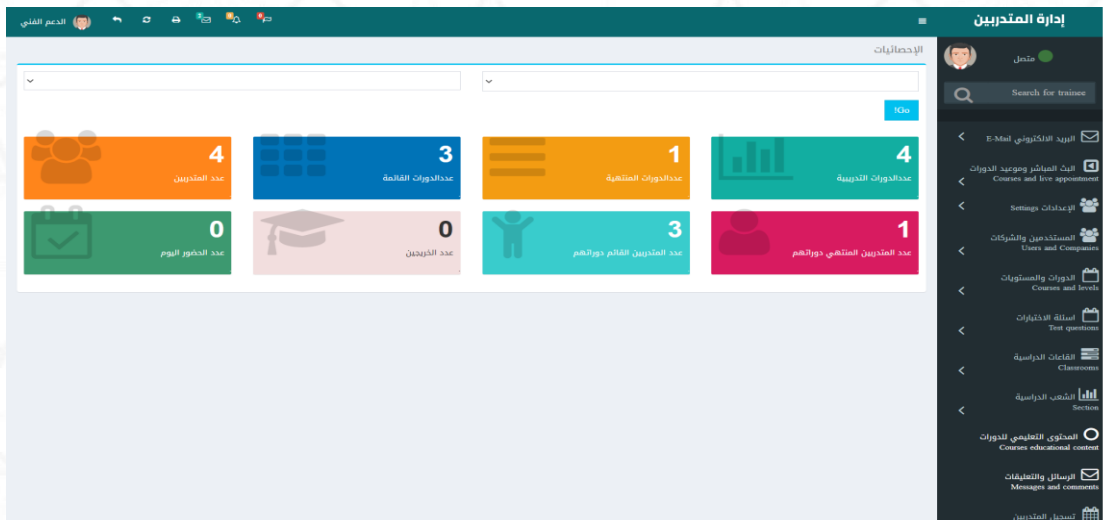 إدارة المتدربين
الدعم الفني
متصل
Search for trainee
البريد الالكتروني E-Mail
البث المباشر وموعيد الدورات
Courses and live appointment
الإعدادات Settings
المستخدمين والشركات
Users and Companies
الدورات والمستويات
Courses and levels
اسئلة الاختبارات
Test questions
القاعات الدراسية
Classrooms
الشعب الدراسية
Section
المحتوى التعليمي للدورات
Courses educational content
الرسائل والتعليقات
Messages and comments
تسجيل المتدربين
الإحصائيات
Go!
4
عددالدورات التدريبية
1
عددالدورات المنتهية
3
عددالدورات القائمة
4
عدد المتدربين
1
عدد المتدربين المنتهي دوراتهم
3
عدد المتدربين القائم دوراتهم
0
عدد الخريجين
0
عدد الحضور اليوم